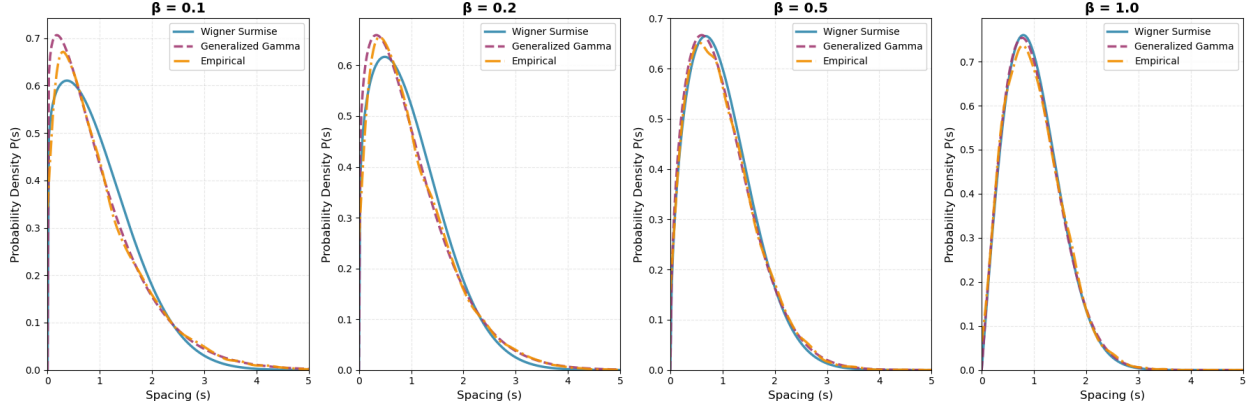 β = 0.1
Probability Density P(s)
0.7
0.6
0.5
0.4
0.3
0.2
0.1
0.0
0 1 2 3 4 5
Spacing (s)
Wigner Surmise
Generalized Gamma
Empirical
β = 0.2
Probability Density P(s)
0.6
0.5
0.4
0.3
0.2
0.1
0.0
0 1 2 3 4 5
Spacing (s)
Wigner Surmise
Generalized Gamma
Empirical
β = 0.5
Probability Density P(s)
0.7
0.6
0.5
0.4
0.3
0.2
0.1
0.0
0 1 2 3 4 5
Spacing (s)
Wigner Surmise
Generalized Gamma
Empirical
β = 1.0
Probability Density P(s)
0.7
0.6
0.5
0.4
0.3
0.2
0.1
0.0
0 1 2 3 4 5
Spacing (s)
Wigner Surmise
Generalized Gamma
Empirical